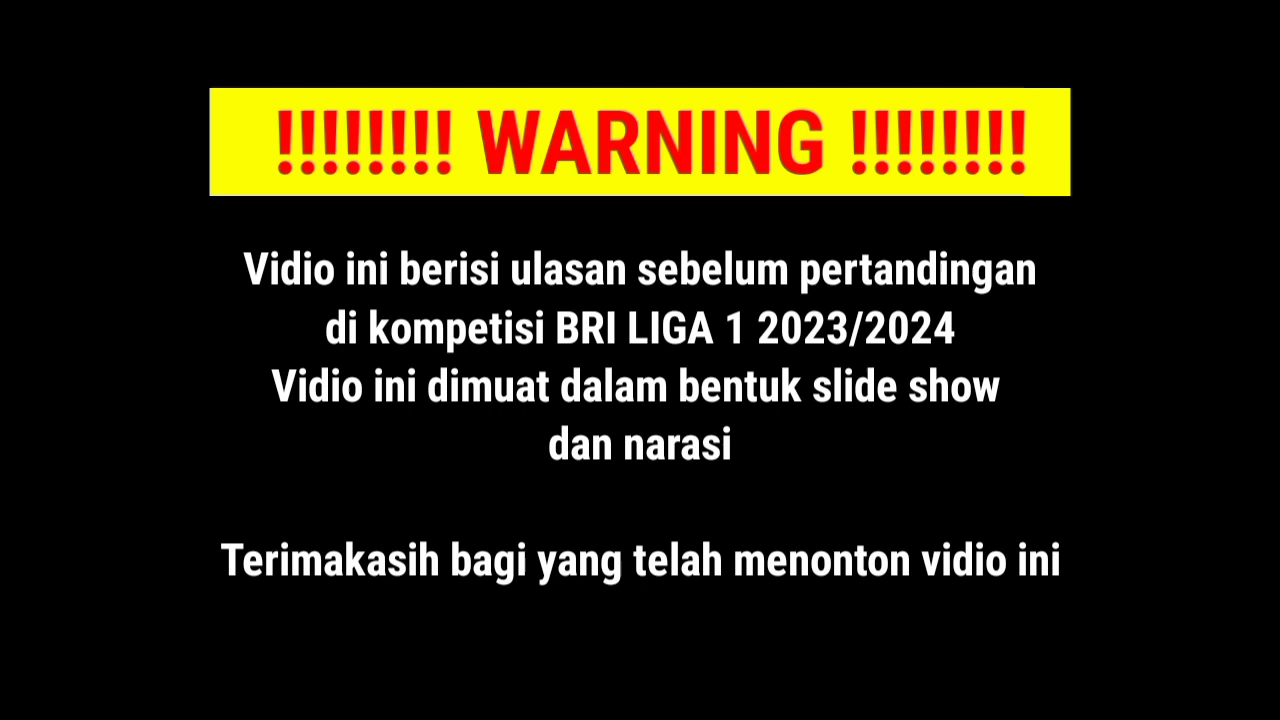 !!!!!!!! WARNING !!!!!!!!
Vidio ini berisi ulasan sebelum pertandingan
di kompetisi BRI LIGA 1 2023/2024
Vidio ini dimuat dalam bentuk slide show
dan narasi
Terimakasih bagi yang telah menonton vidio ini